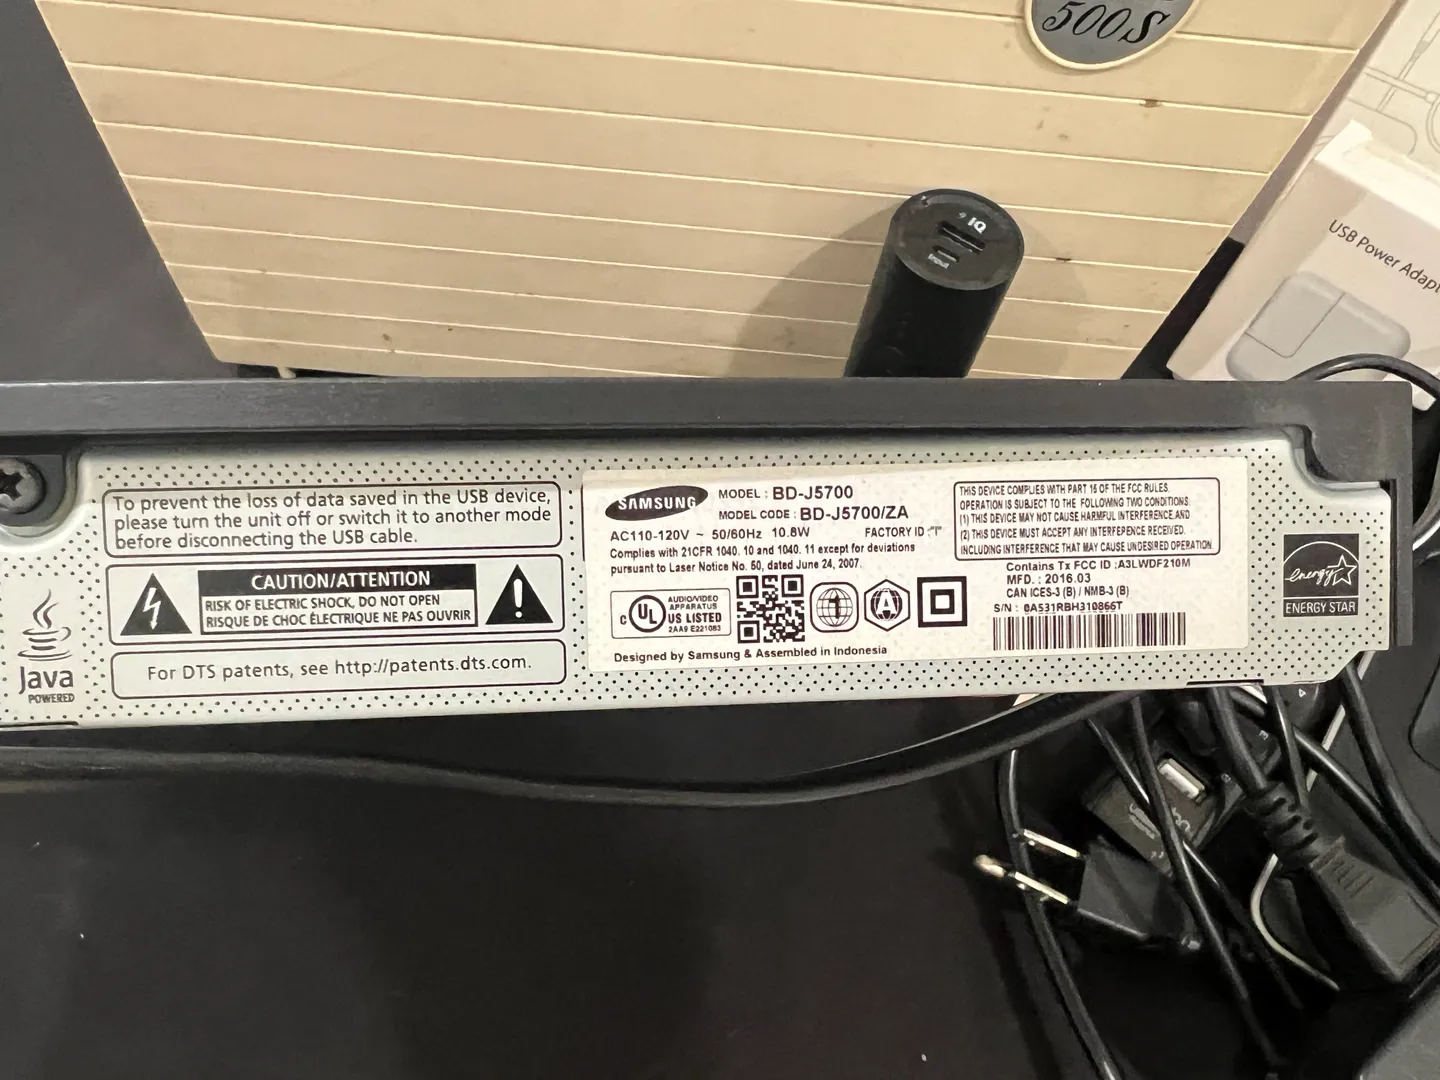 500S
IQ
Input
USB Power Adapt
To prevent the loss of data saved in the USB device,
please turn the unit off or switch it to another mode
before disconnecting the USB cable.
CAUTION/ATTENTION
RISK OF ELECTRIC SHOCK, DO NOT OPEN
RISQUE DE CHOC ÉLECTRIQUE NE PAS OUVRIR
For DTS patents, see http://patents.dts.com.
Java
POWERED
SAMSUNG
MODEL : BD-J5700
MODEL CODE : BD-J5700/ZA
AC110-120V ~ 50/60Hz 10.8W FACTORY ID :"T"
Complies with 21CFR 1040. 10 and 1040. 11 except for deviations
pursuant to Laser Notice No. 50, dated June 24, 2007.
c UL US LISTED
AUDIO/VIDEO
APPARATUS
2AA9 E221083
Designed by Samsung & Assembled in Indonesia
THIS DEVICE COMPLIES WITH PART 15 OF THE FCC RULES.
OPERATION IS SUBJECT TO THE FOLLOWING TWO CONDITIONS
(1) THIS DEVICE MAY NOT CAUSE HARMFUL INTERFERENCE,AND
(2) THIS DEVICE MUST ACCEPT ANY INTERFERENCE RECEIVED.
INCLUDING INTERFERENCE THAT MAY CAUSE UNDESIRED OPERATION
Contains Tx FCC ID :A3LWDF210M
MFD. : 2016.03
CAN ICES-3 (B) / NMB-3 (B)
S/N : 0A531RBH310866T
energy
ENERGY STAR